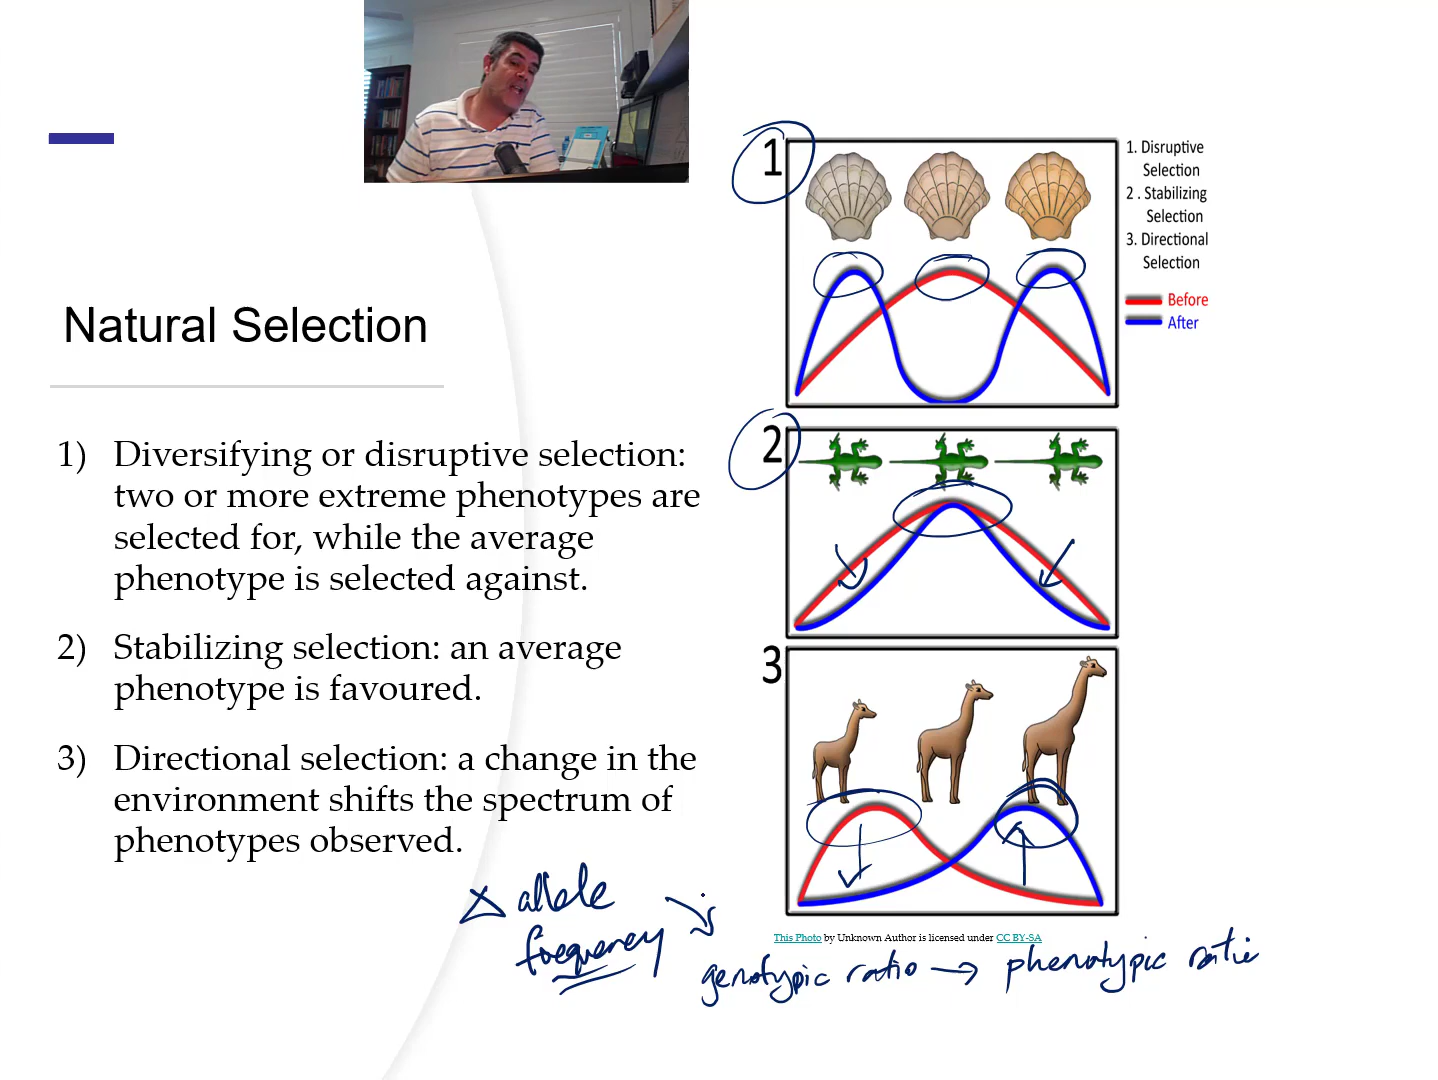 Natural Selection
1) Diversifying or disruptive selection:
two or more extreme phenotypes are
selected for, while the average
phenotype is selected against.
2) Stabilizing selection: an average
phenotype is favoured.
3) Directional selection: a change in the
environment shifts the spectrum of
phenotypes observed.
1
1. Disruptive
Selection
2 . Stabilizing
Selection
3. Directional
Selection
Before
After
2
3
This Photo by Unknown Author is licensed under CC BY-SA
Δ allele
frequency
genotypic ratio → phenotypic ratio